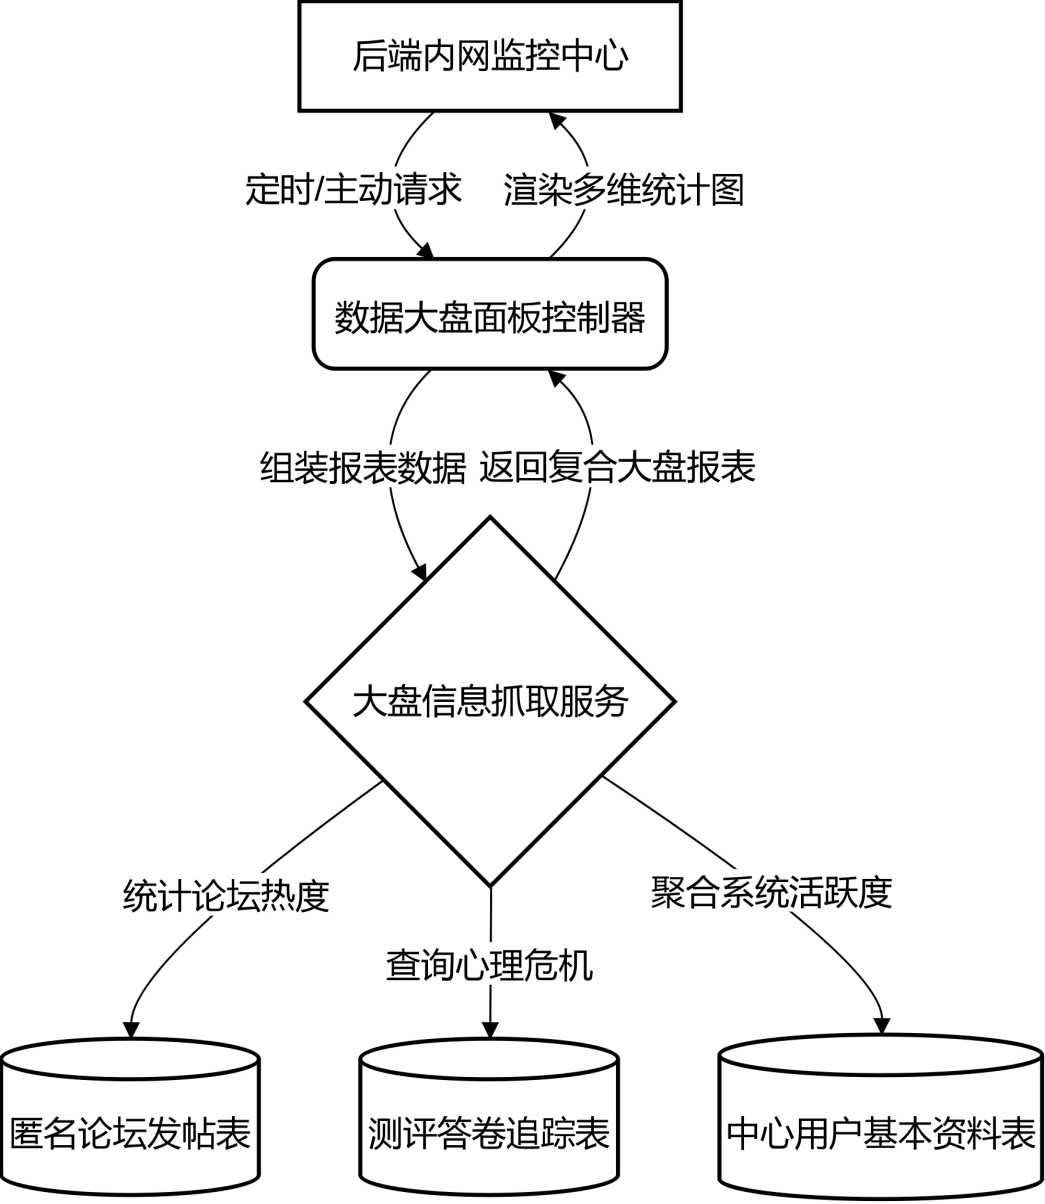 后端内网监控中心
定时/主动请求
渲染多维统计图
数据大盘面板控制器
组装报表数据
返回复合大盘报表
大盘信息抓取服务
统计论坛热度
聚合系统活跃度
查询心理危机
匿名论坛发帖表
测评答卷追踪表
中心用户基本资料表